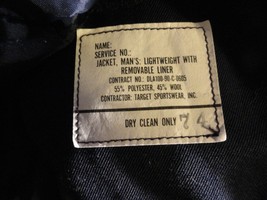 NAME:
SERVICE NO.:
JACKET, MAN'S: LIGHTWEIGHT WITH
REMOVABLE LINER
CONTRACT NO.: DLA100-90-C-0605
55% POLYESTER, 45% WOOL
CONTRACTOR: TARGET SPORTSWEAR, INC.
DRY CLEAN ONLY